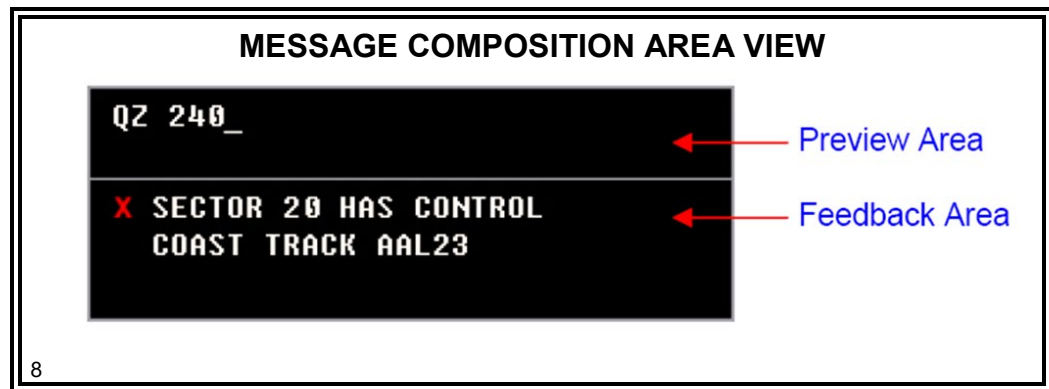 MESSAGE COMPOSITION AREA VIEW
QZ 240_
Preview Area
X SECTOR 20 HAS CONTROL
Feedback Area
COAST TRACK AAL23
8